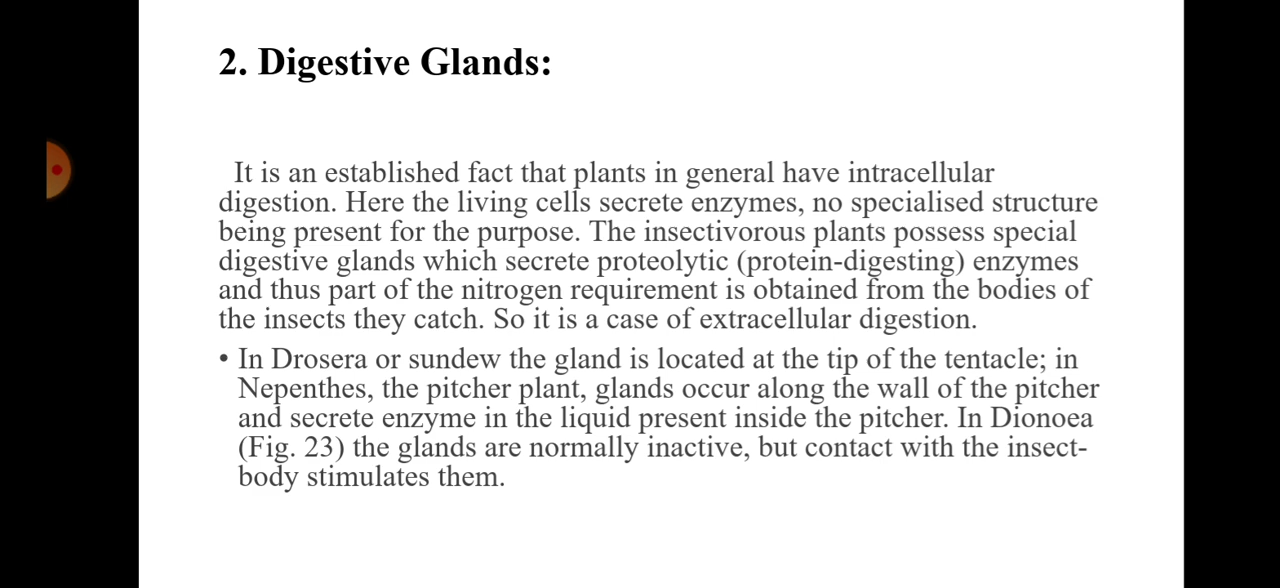 2. Digestive Glands:
It is an established fact that plants in general have intracellular
digestion. Here the living cells secrete enzymes, no specialised structure
being present for the purpose. The insectivorous plants possess special
digestive glands which secrete proteolytic (protein-digesting) enzymes
and thus part of the nitrogen requirement is obtained from the bodies of
the insects they catch. So it is a case of extracellular digestion.
• In Drosera or sundew the gland is located at the tip of the tentacle; in
Nepenthes, the pitcher plant, glands occur along the wall of the pitcher
and secrete enzyme in the liquid present inside the pitcher. In Dionoea
(Fig. 23) the glands are normally inactive, but contact with the insect-
body stimulates them.